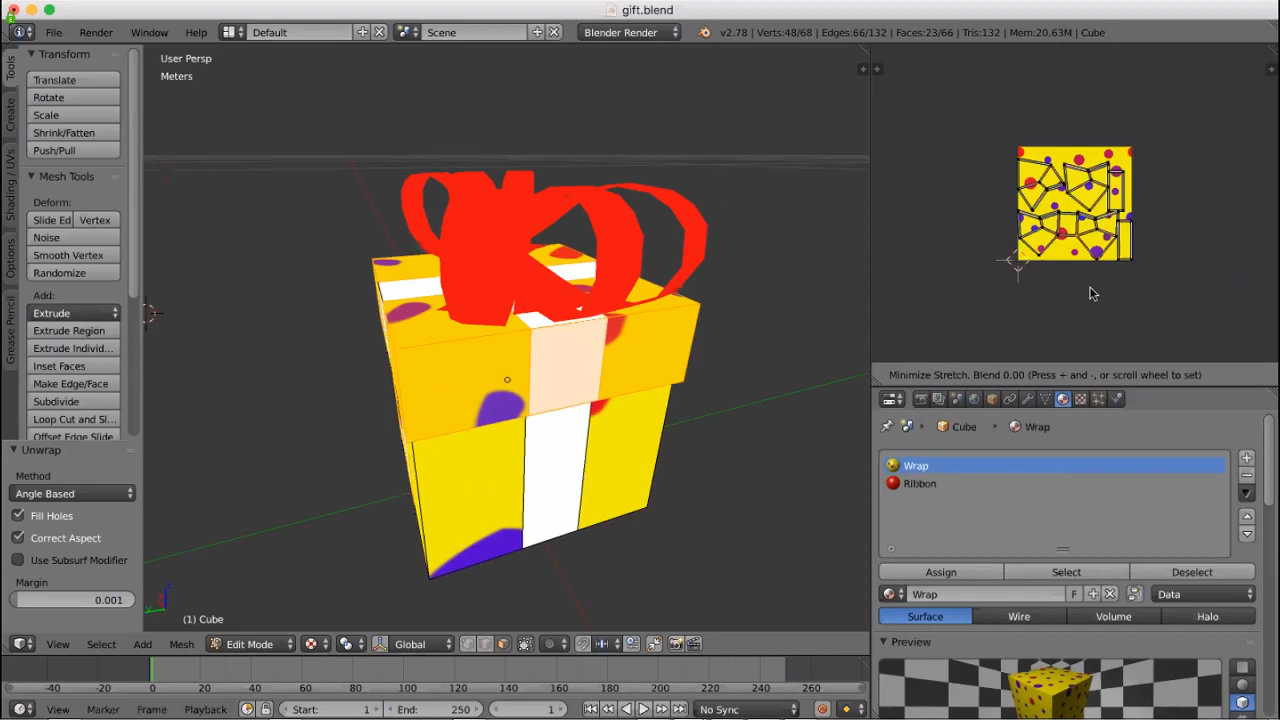 gift.blend
File Render Window Help Default Scene Blender Render v2.78 | Verts:48/68 | Edges:66/132 | Faces:23/66 | Tris:132 | Mem:20.63M | Cube
Tools
Create
Shading / UVs
Options
Grease Pencil
Transform
Translate
Rotate
Scale
Shrink/Fatten
Push/Pull
Mesh Tools
Deform:
Slide Ed Vertex
Noise
Smooth Vertex
Randomize
Add:
Extrude
Extrude Region
Extrude Individ...
Inset Faces
Make Edge/Face
Subdivide
Loop Cut and Sl...
Offset Edge Slide
Unwrap
Method
Angle Based
Fill Holes
Correct Aspect
Use Subsurf Modifier
Margin
0.001
User Persp
Meters
(1) Cube
View Select Add Mesh Edit Mode Global
-40 -20 0 20 40 60 80 100 120 140 160 180 200 220 240 260
View Marker Frame Playback Start: 1 End: 250 1 No Sync
Minimize Stretch. Blend 0.00 (Press + and -, or scroll wheel to set)
Cube Wrap
Wrap
Ribbon
Assign Select Deselect
Wrap F Data
Surface Wire Volume Halo
Preview